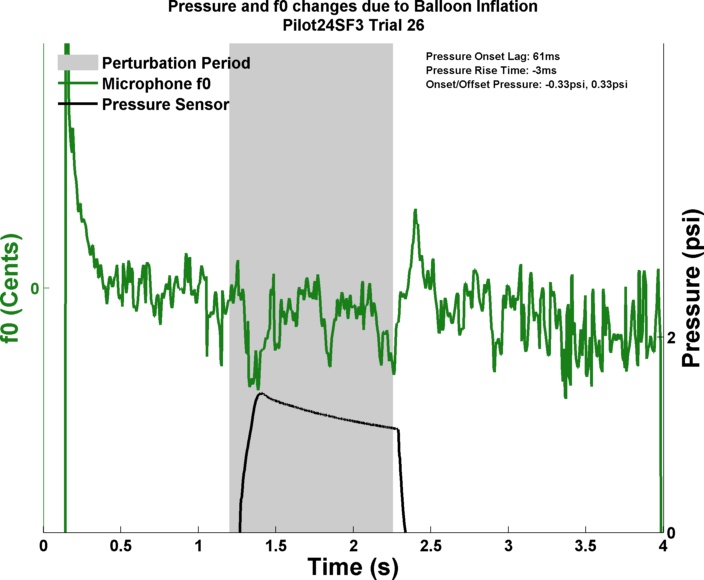 Pressure and f0 changes due to Balloon Inflation
Pilot24SF3 Trial 26
Perturbation Period
Microphone f0
Pressure Sensor
Pressure Onset Lag: 61ms
Pressure Rise Time: -3ms
Onset/Offset Pressure: -0.33psi, 0.33psi
f0 (Cents)
0
Pressure (psi)
2
0
0
0.5
1
1.5
2
2.5
3
3.5
4
Time (s)